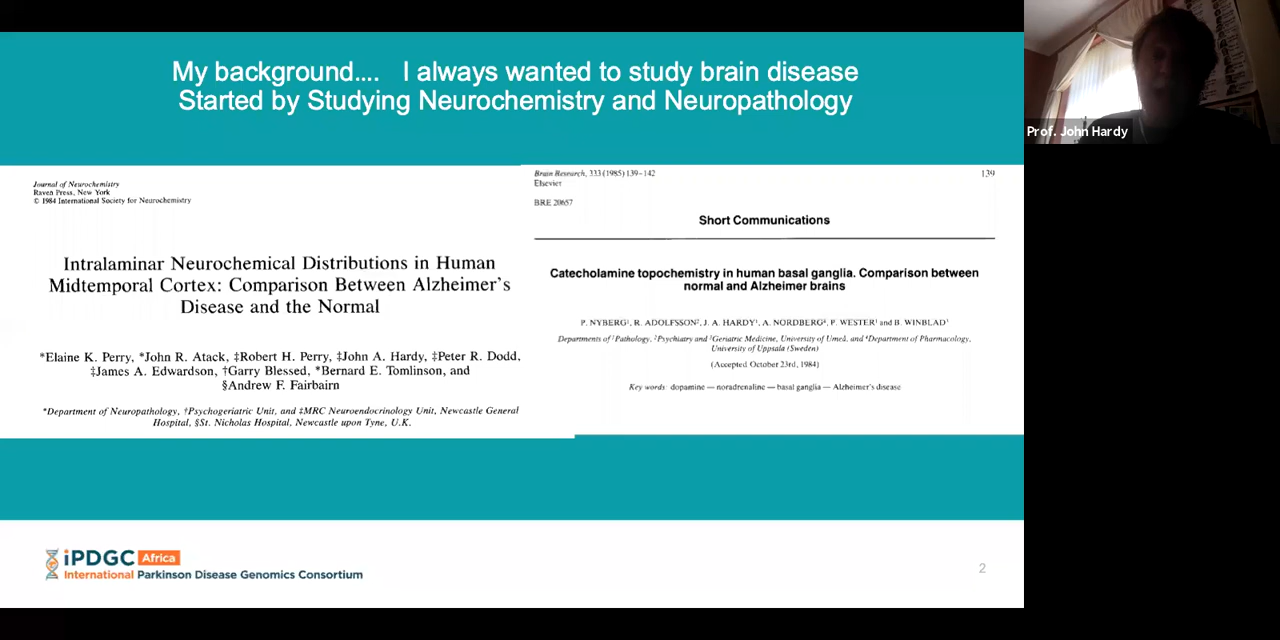 My background.... I always wanted to study brain disease
Started by Studying Neurochemistry and Neuropathology
Prof. John Hardy
Journal of Neurochemistry
Raven Press, New York
© 1984 International Society for Neurochemistry
Intralaminar Neurochemical Distributions in Human
Midtemporal Cortex: Comparison Between Alzheimer's
Disease and the Normal
*Elaine K. Perry, *John R. Atack, ‡Robert H. Perry, ‡John A. Hardy, ‡Peter R. Dodd,
‡James A. Edwardson, †Garry Blessed, *Bernard E. Tomlinson, and
§Andrew F. Fairbairn
*Department of Neuropathology, †Psychogeriatric Unit, and ‡MRC Neuroendocrinology Unit, Newcastle General
Hospital, §St. Nicholas Hospital, Newcastle upon Tyne, U.K.
Brain Research, 333 (1985) 139–142
139
Elsevier
BRE 20657
Short Communications
Catecholamine topochemistry in human basal ganglia. Comparison between
normal and Alzheimer brains
P. NYBERG¹, R. ADOLFSSON², J. A. HARDY¹, A. NORDBERG⁴, P. WESTER³ and B. WINBLAD³
Departments of ¹Pathology, ²Psychiatry and ³Geriatric Medicine, University of Umeå, and ⁴Department of Pharmacology,
University of Uppsala (Sweden)
(Accepted October 23rd, 1984)
Key words: dopamine — noradrenaline — basal ganglia — Alzheimer's disease
iPDGC Africa
International Parkinson Disease Genomics Consortium
2